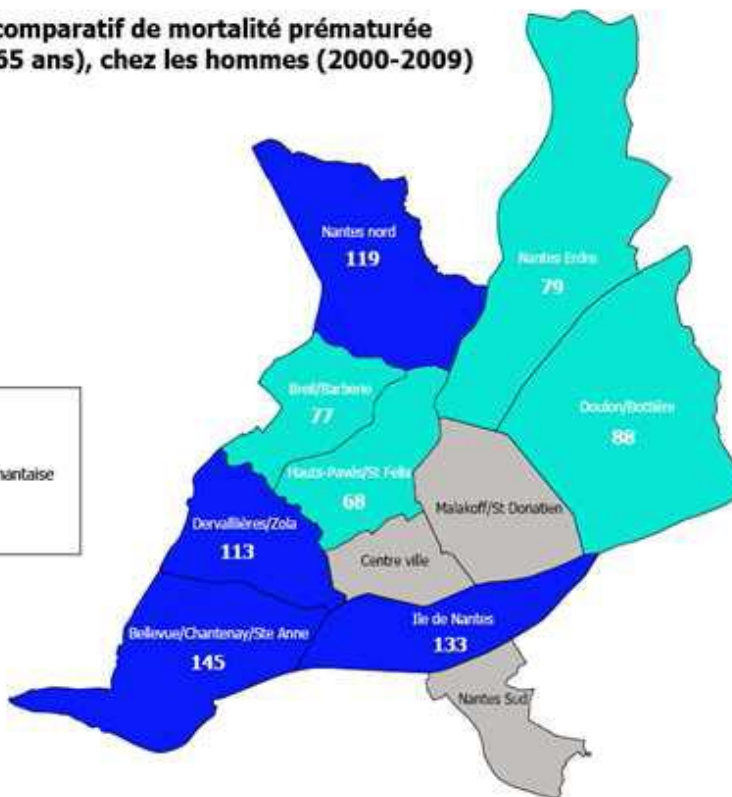 comparatif de mortalité prématurée
65 ans), chez les hommes (2000-2009)
Nantes nord
119
Nantes Erdre
79
Breil/Barberie
77
Doulon/Bottière
88
Hauts-Pavés/St Felix
68
nantaise
Malakoff/St Donatien
Dervallières/Zola
113
Centre ville
Ile de Nantes
133
Bellevue/Chantenay/Ste Anne
145
Nantes Sud